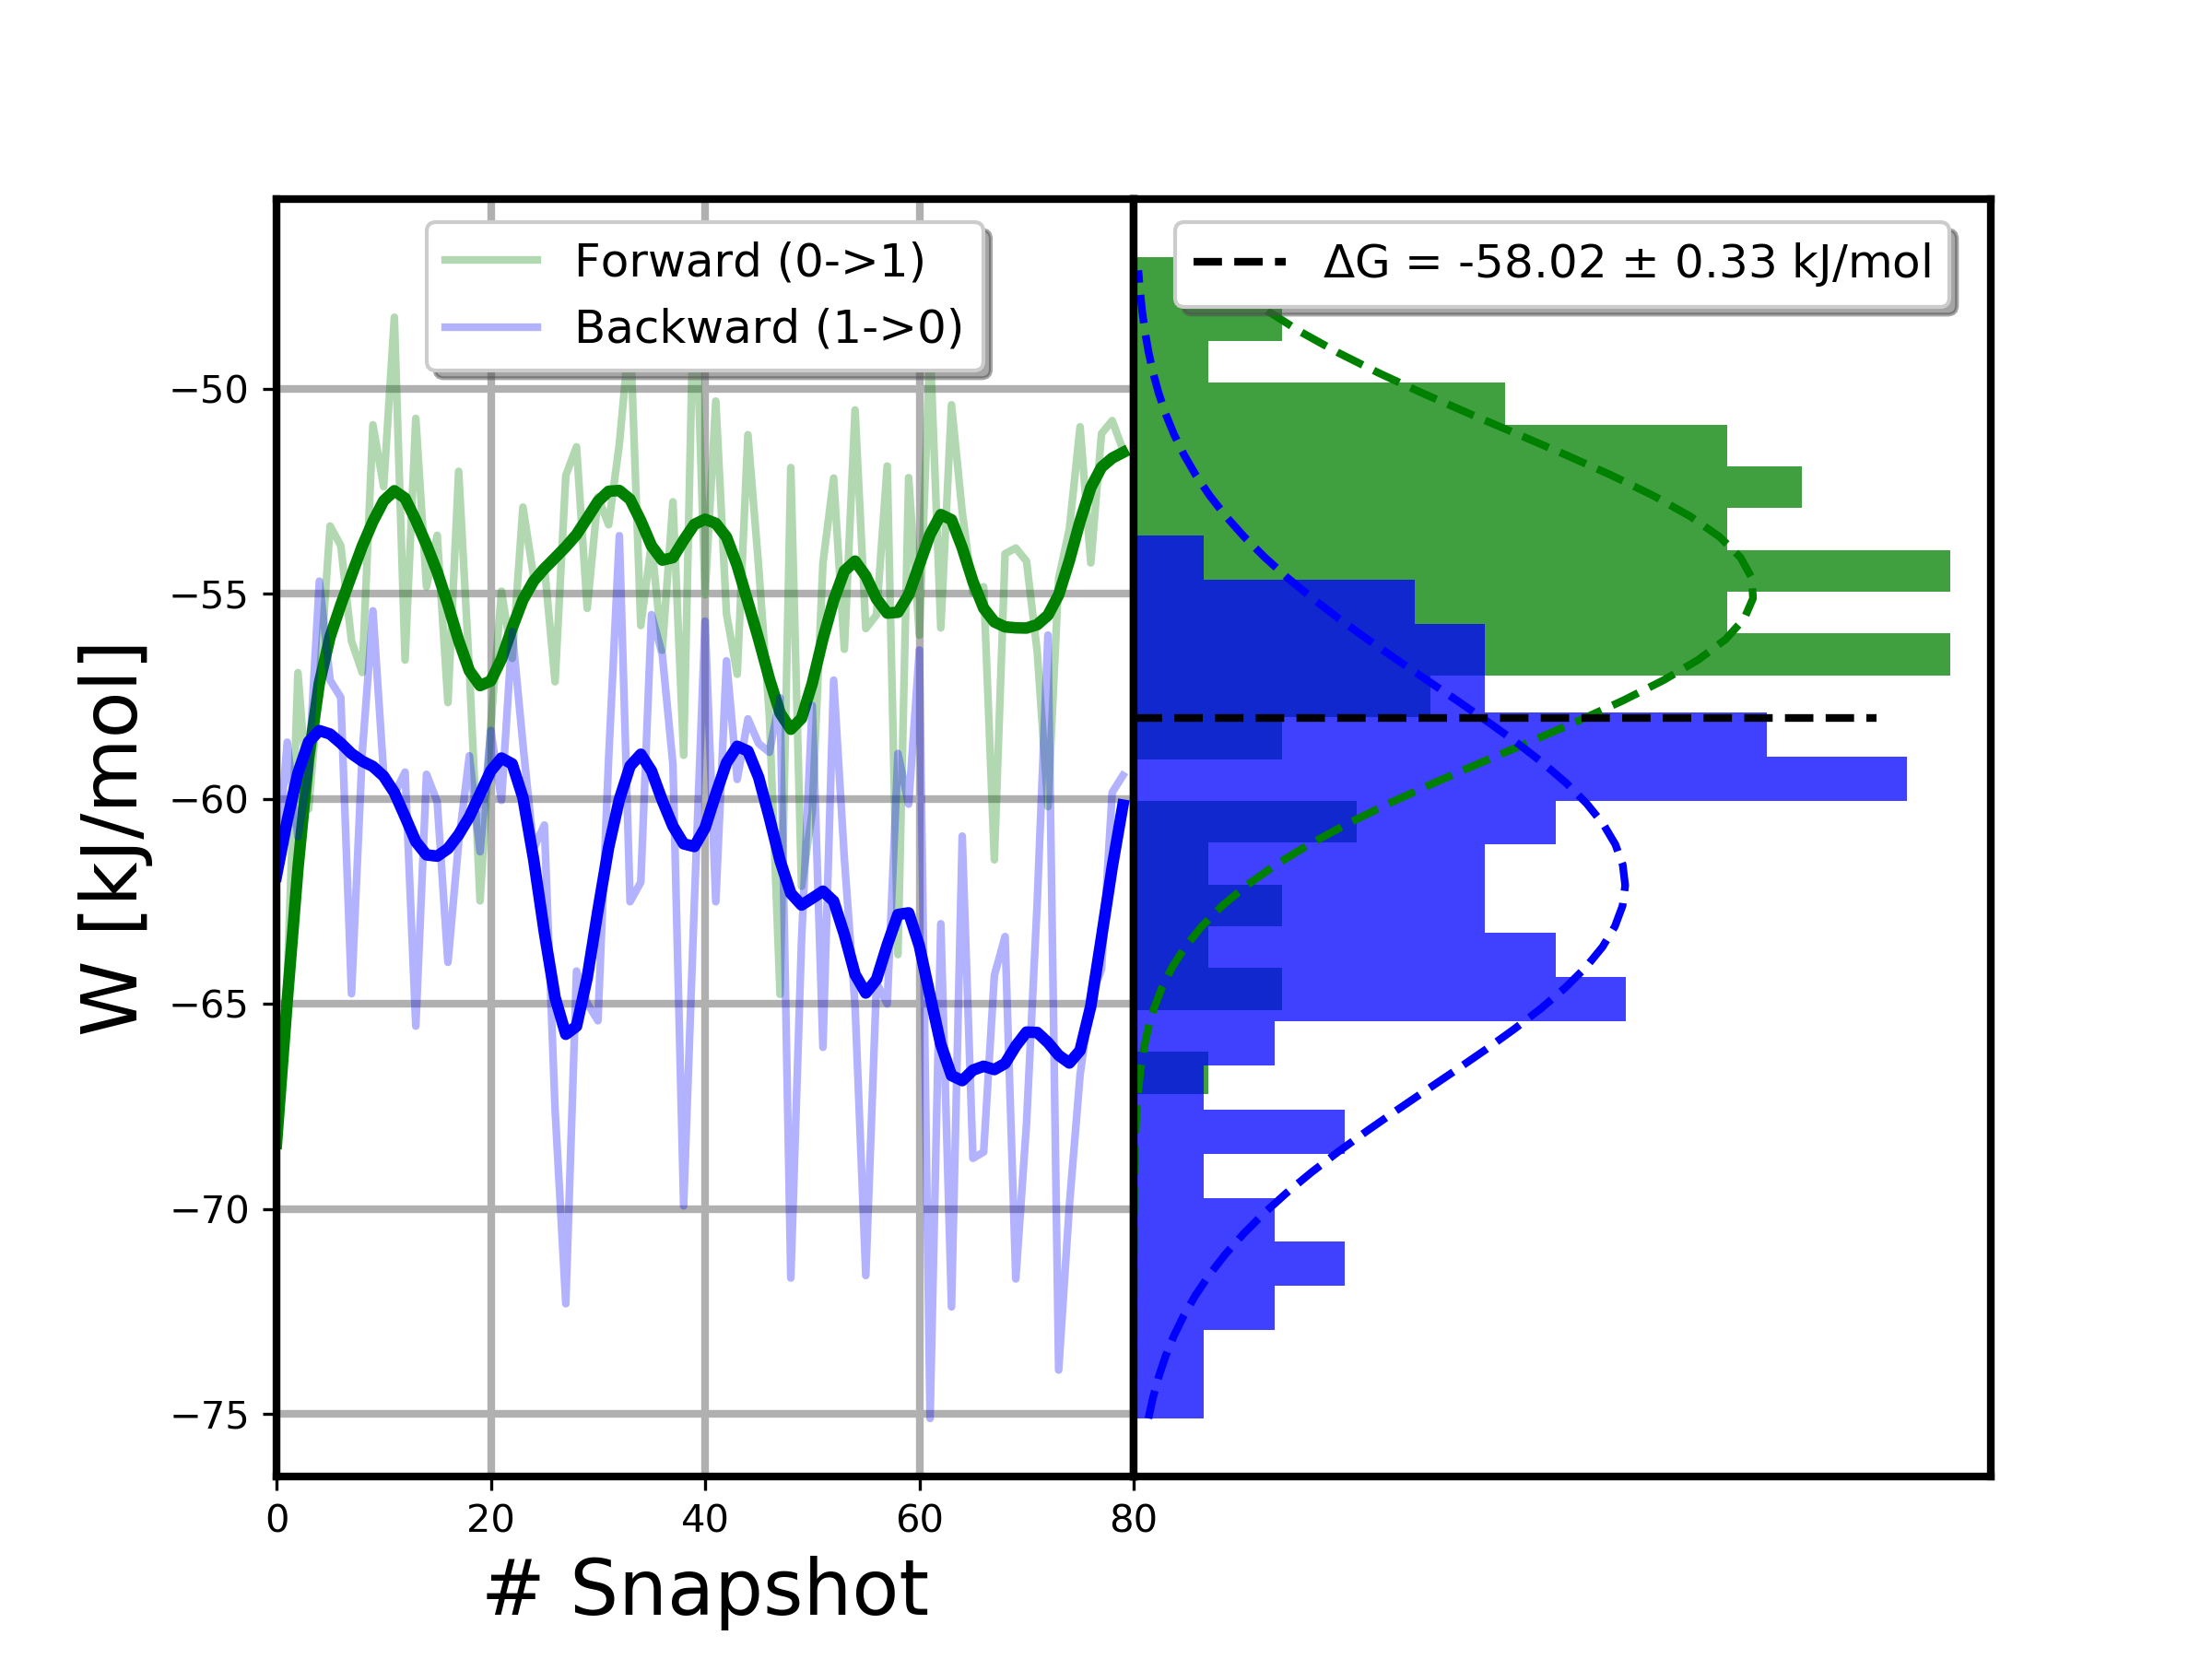 Forward (0->1)
Backward (1->0)
ΔG = -58.02 ± 0.33 kJ/mol
W [kJ/mol]
−50
−55
−60
−65
−70
−75
0 20 40 60 80
# Snapshot